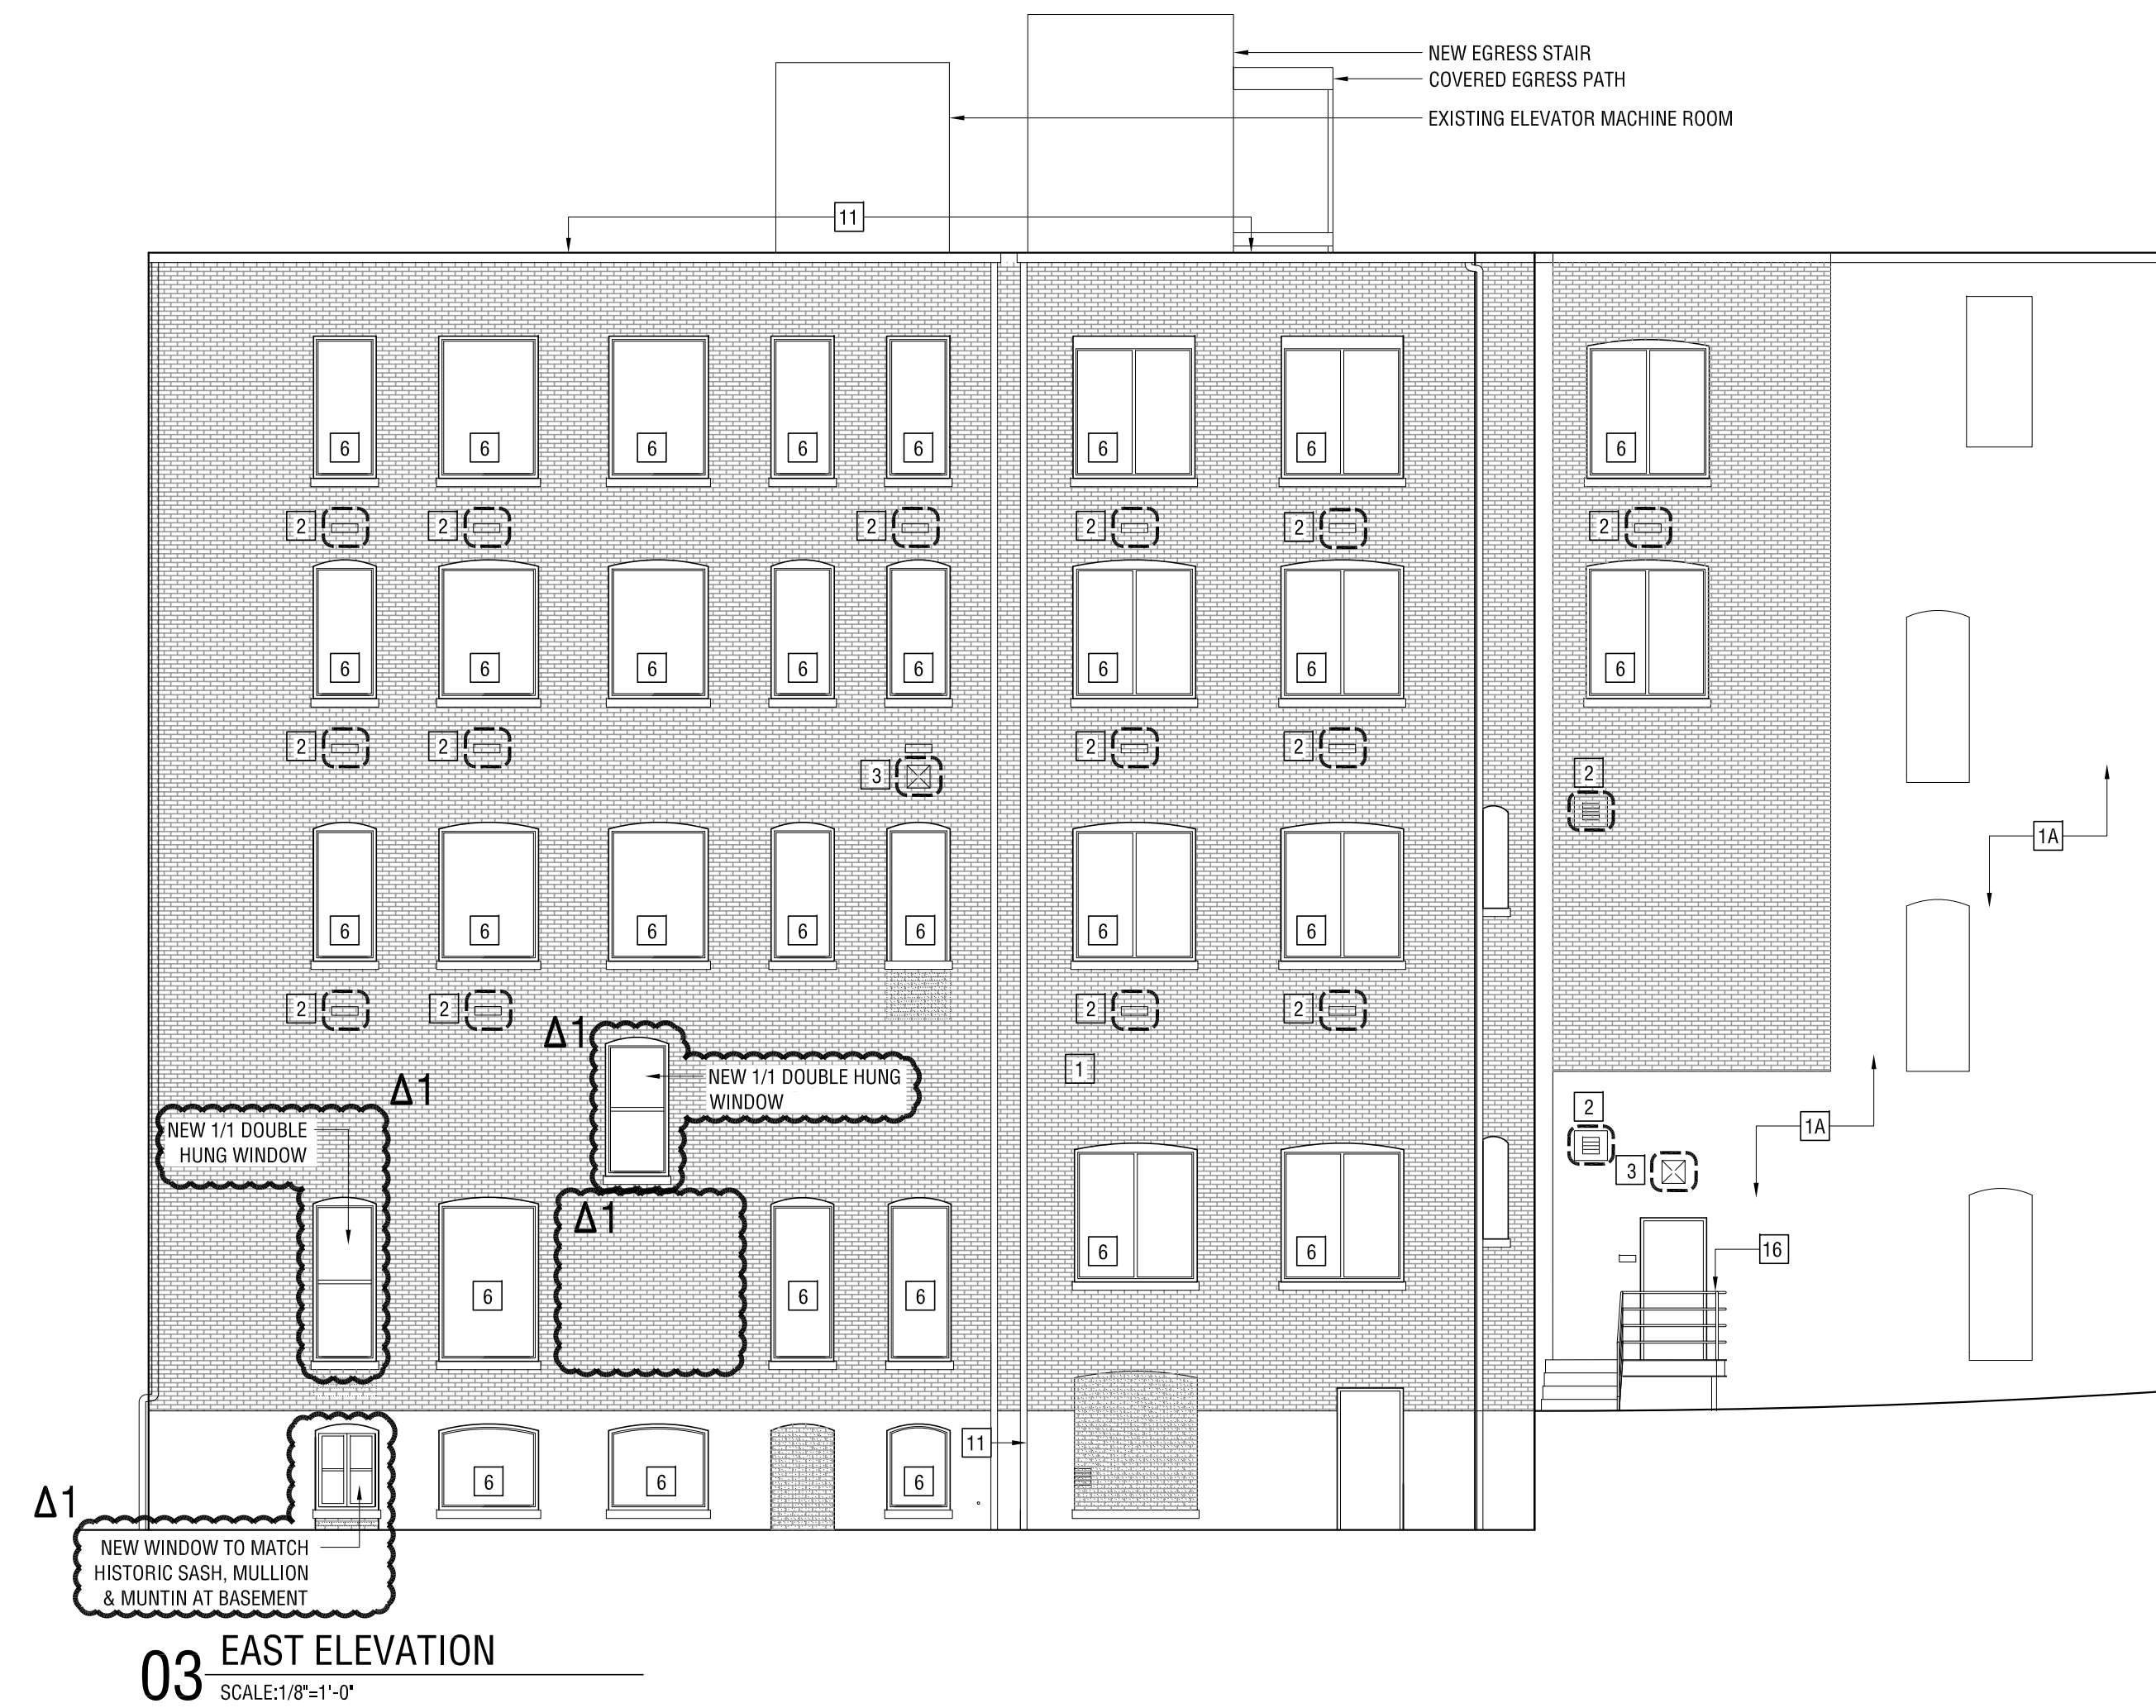 NEW EGRESS STAIR
COVERED EGRESS PATH
EXISTING ELEVATOR MACHINE ROOM
11
6 6 6 6 6 6 6 6
2 2 2 2 2 2
6 6 6 6 6 6 6 6
2 2 2 2
3
2
1A
6 6 6 6 6 6 6
2 2 2 2
Δ1
1
NEW 1/1 DOUBLE HUNG
WINDOW
Δ1
2
1A
NEW 1/1 DOUBLE
HUNG WINDOW
3
Δ1
6 6
16
6 6 6
11
6 6 6
Δ1
NEW WINDOW TO MATCH
HISTORIC SASH, MULLION
& MUNTIN AT BASEMENT
03 EAST ELEVATION
SCALE:1/8"=1'-0"